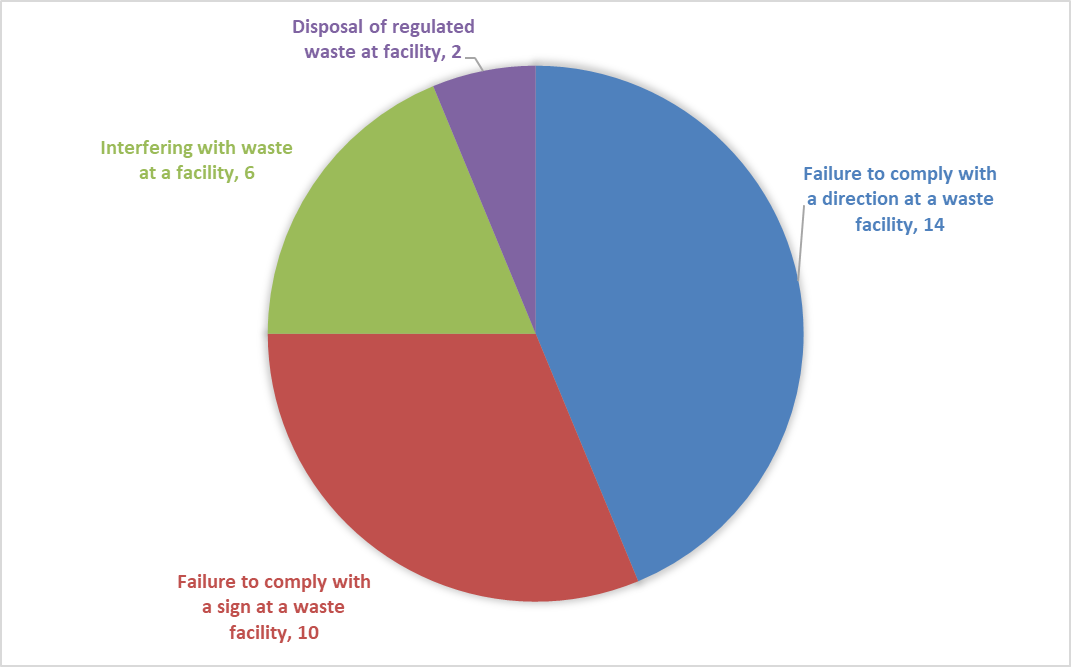 Disposal of regulated
waste at facility, 2
Interfering with waste
at a facility, 6
Failure to comply with
a direction at a waste
facility, 14
Failure to comply with
a sign at a waste
facility, 10